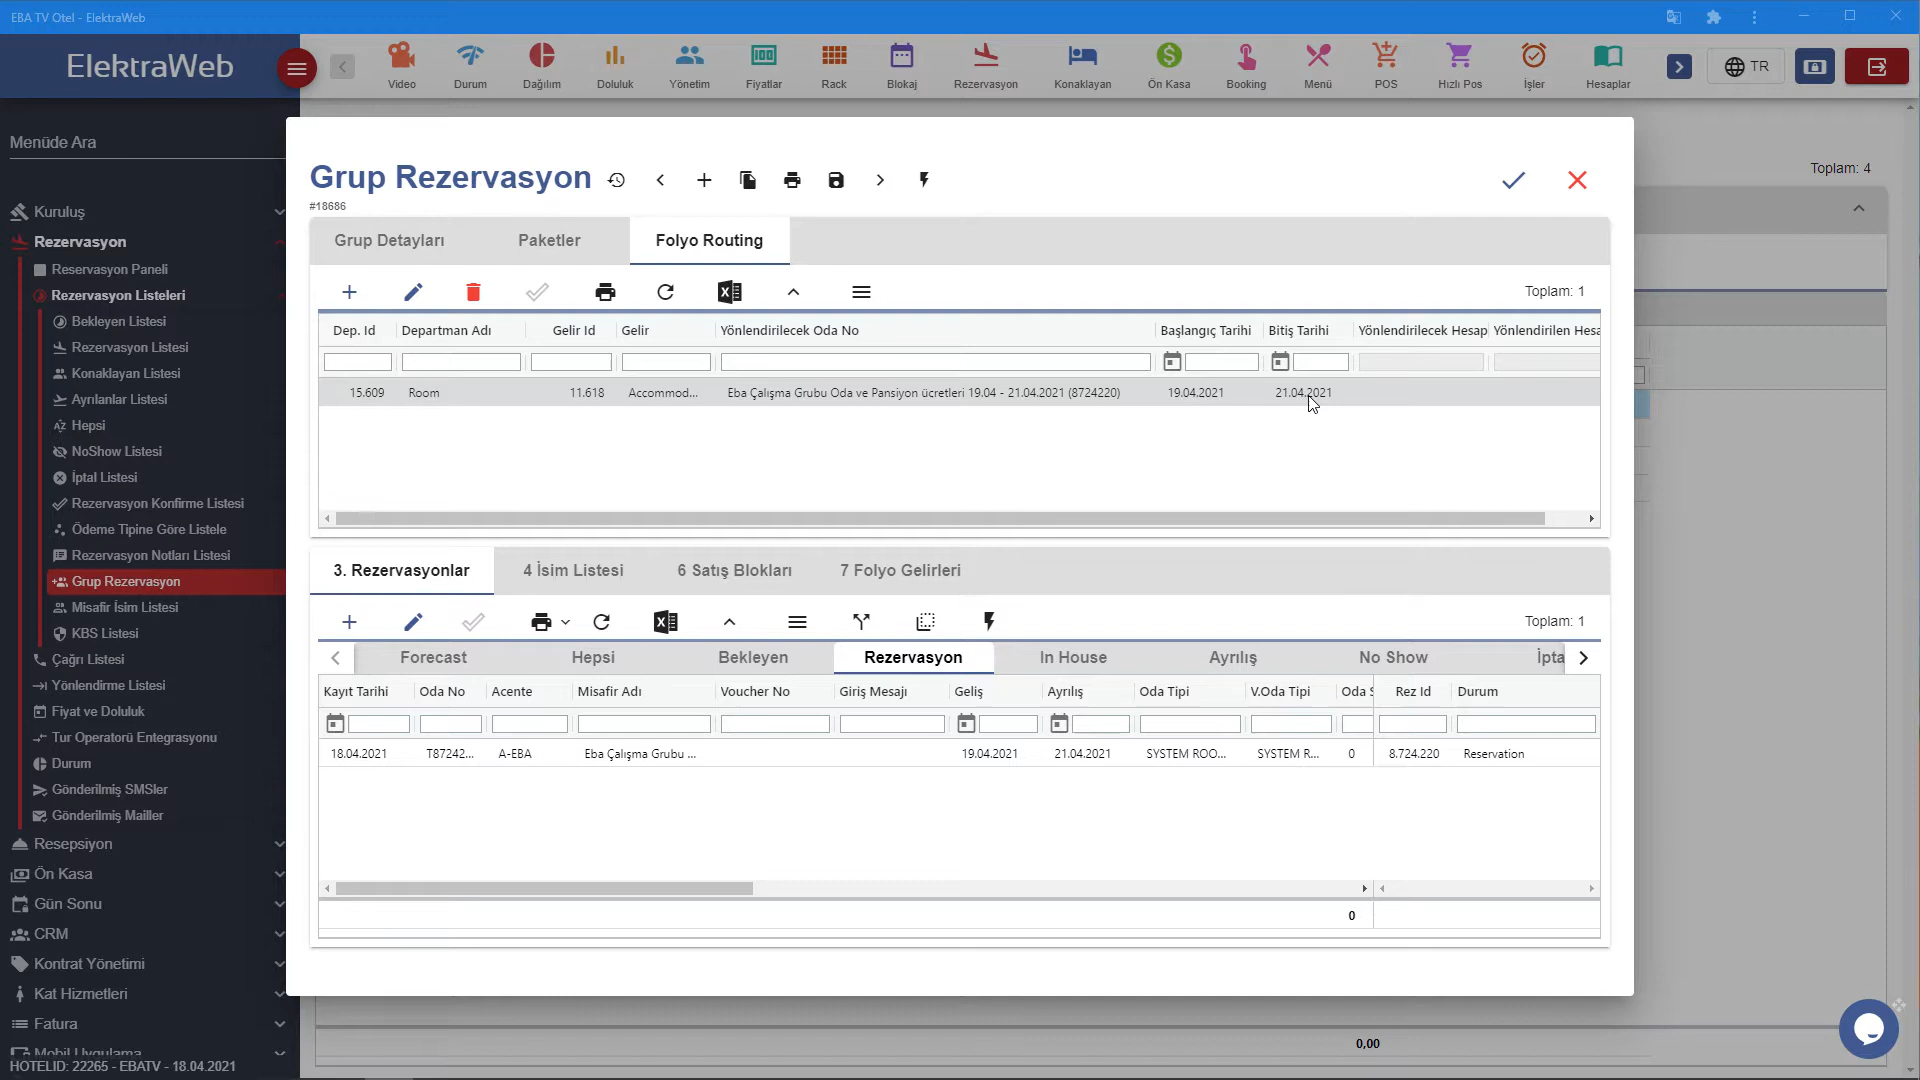 EBA TV Otel - ElektraWeb
ElektraWeb
Video
Durum
Dağılım
Doluluk
Yönetim
Fiyatlar
Rack
Blokaj
Rezervasyon
Konaklayan
Ön Kasa
Booking
Menü
POS
Hızlı Pos
İşler
Hesaplar
TR
Menüde Ara
Toplam: 4
Kuruluş
Rezervasyon
Reservasyon Paneli
Rezervasyon Listeleri
Bekleyen Listesi
Rezervasyon Listesi
Konaklayan Listesi
Ayrılanlar Listesi
Hepsi
NoShow Listesi
İptal Listesi
Rezervasyon Konfirme Listesi
Ödeme Tipine Göre Listele
Rezervasyon Notları Listesi
Grup Rezervasyon
Misafir İsim Listesi
KBS Listesi
Çağrı Listesi
Yönlendirme Listesi
Fiyat ve Doluluk
Tur Operatorü Entegrasyonu
Durum
Gönderilmiş SMSler
Gönderilmiş Mailler
Resepsiyon
Ön Kasa
Gün Sonu
CRM
Kontrat Yönetimi
Kat Hizmetleri
Fatura
Mobil Uygulama
HOTELID: 22265 - EBATV - 18.04.2021
Grup Rezervasyon
#18686
Grup Detayları Paketler Folyo Routing
Toplam: 1
Dep. Id Departman Adı Gelir Id Gelir Yönlendirilecek Oda No Başlangıç Tarihi Bitiş Tarihi Yönlendirilecek Hesap Yönlendirilen Hesa
15.609 Room 11.618 Accommod... Eba Çalışma Grubu Oda ve Pansiyon ücretleri 19.04 - 21.04.2021 (8724220) 19.04.2021 21.04.2021
3. Rezervasyonlar 4 İsim Listesi 6 Satış Blokları 7 Folyo Gelirleri
Toplam: 1
Forecast Hepsi Bekleyen Rezervasyon In House Ayrılış No Show İpta
Kayıt Tarihi Oda No Acente Misafir Adı Voucher No Giriş Mesajı Geliş Ayrılış Oda Tipi V.Oda Tipi Oda S Rez Id Durum
18.04.2021 T87242... A-EBA Eba Çalışma Grubu ... 19.04.2021 21.04.2021 SYSTEM ROO... SYSTEM R... 0 8.724.220 Reservation
0
0,00